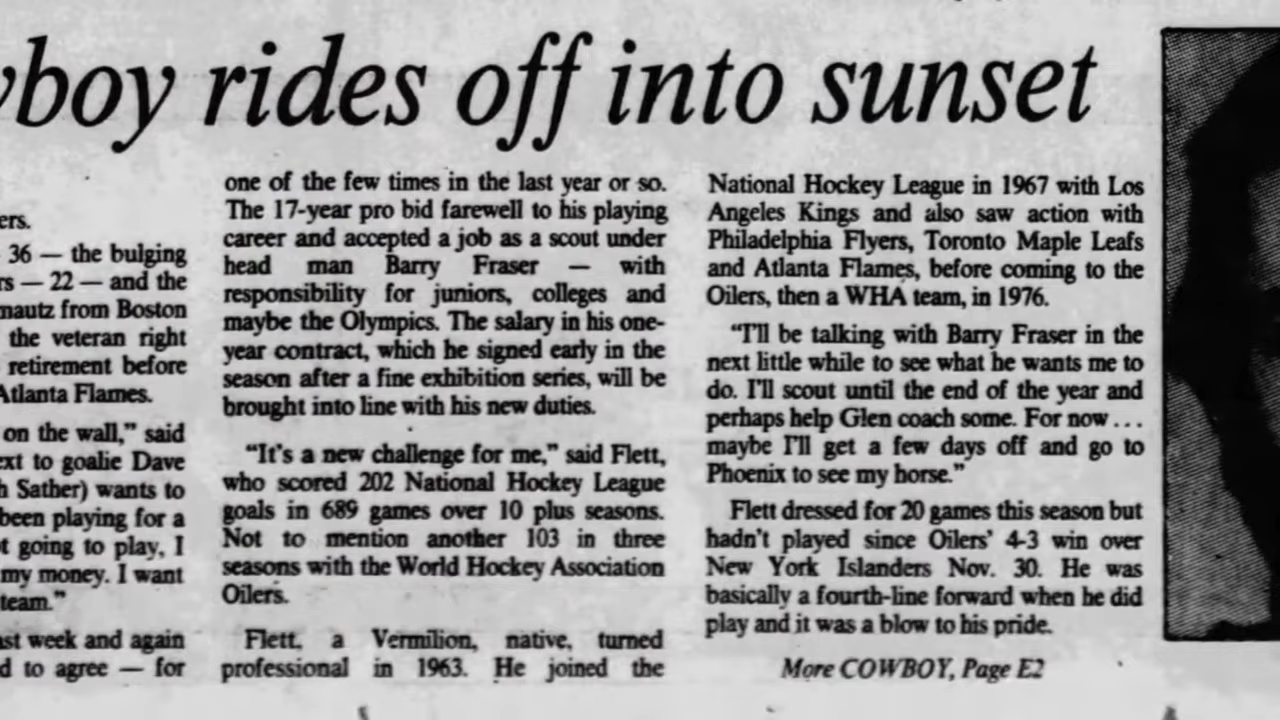 boy rides off into sunset
ers.
36 — the bulging
rs — 22 — and the
mautz from Boston
the veteran right
retirement before
Atlanta Flames.
on the wall,” said
ext to goalie Dave
h Sather) wants to
been playing for a
t going to play, I
my money. I want
team.”
ast week and again
d to agree — for
one of the few times in the last year or so.
The 17-year pro bid farewell to his playing
career and accepted a job as a scout under
head man Barry Fraser — with
responsibility for juniors, colleges and
maybe the Olympics. The salary in his one-
year contract, which he signed early in the
season after a fine exhibition series, will be
brought into line with his new duties.
“It’s a new challenge for me,” said Flett,
who scored 202 National Hockey League
goals in 689 games over 10 plus seasons.
Not to mention another 103 in three
seasons with the World Hockey Association
Oilers.
Flett, a Vermilion, native, turned
professional in 1963. He joined the
National Hockey League in 1967 with Los
Angeles Kings and also saw action with
Philadelphia Flyers, Toronto Maple Leafs
and Atlanta Flames, before coming to the
Oilers, then a WHA team, in 1976.
“I’ll be talking with Barry Fraser in the
next little while to see what he wants me to
do. I’ll scout until the end of the year and
perhaps help Glen coach some. For now ...
maybe I’ll get a few days off and go to
Phoenix to see my horse.”
Flett dressed for 20 games this season but
hadn’t played since Oilers’ 4-3 win over
New York Islanders Nov. 30. He was
basically a fourth-line forward when he did
play and it was a blow to his pride.
More COWBOY, Page E2